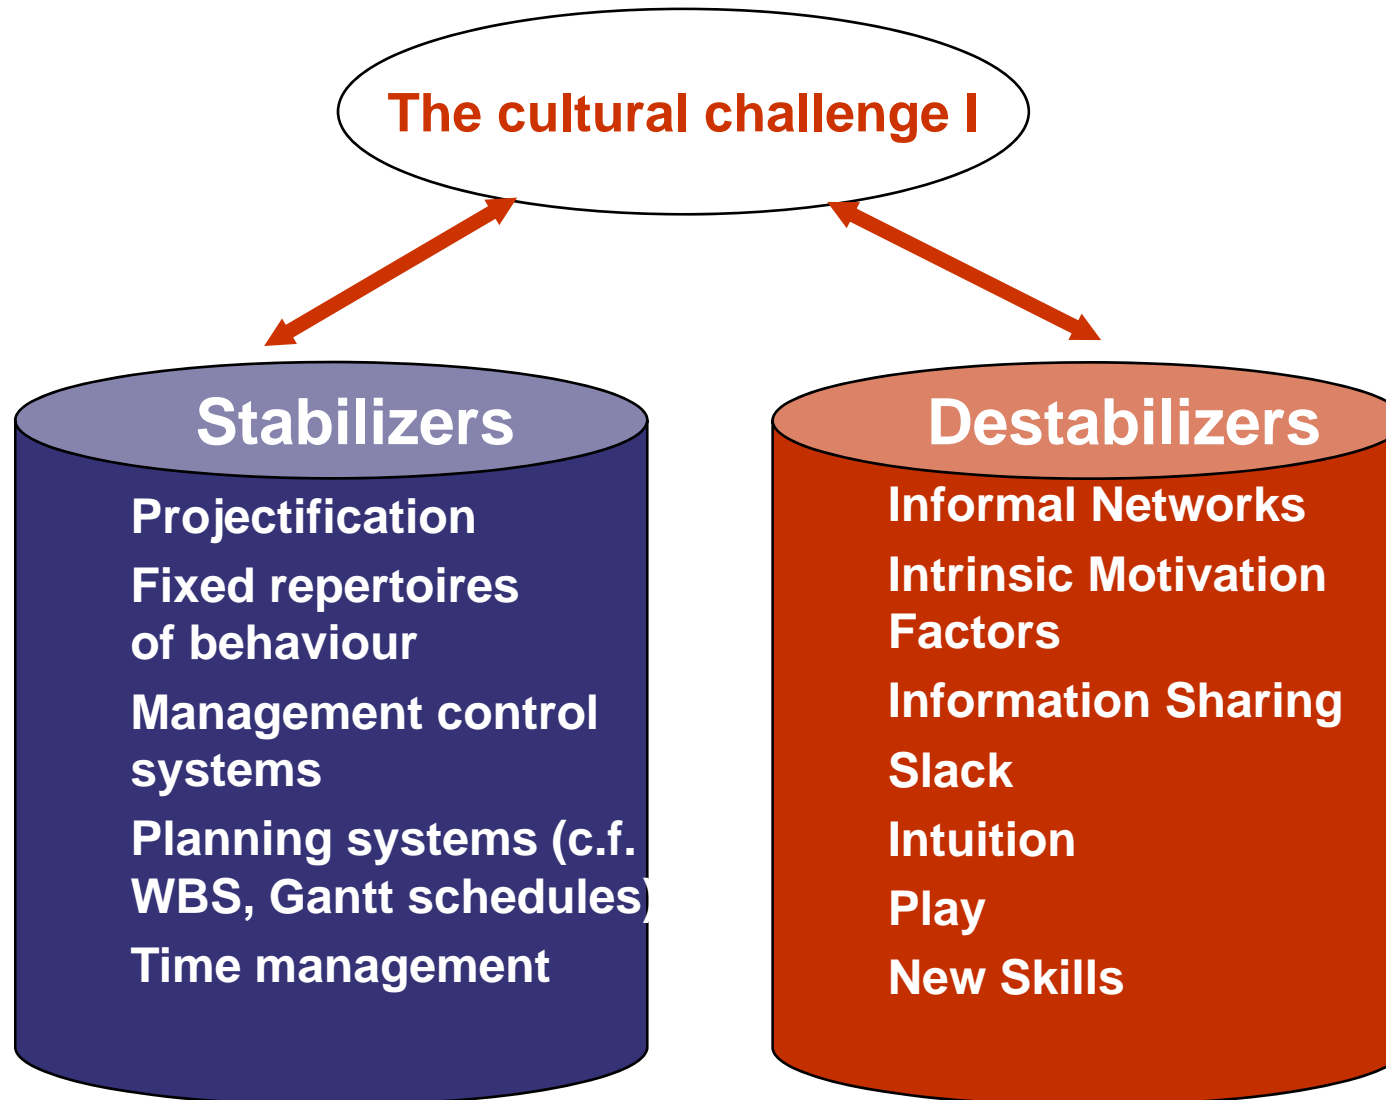 The cultural challenge I
Stabilizers
Projectification
Fixed repertoires
of behaviour
Management control
systems
Planning systems (c.f.
WBS, Gantt schedules)
Time management
Destabilizers
Informal Networks
Intrinsic Motivation
Factors
Information Sharing
Slack
Intuition
Play
New Skills